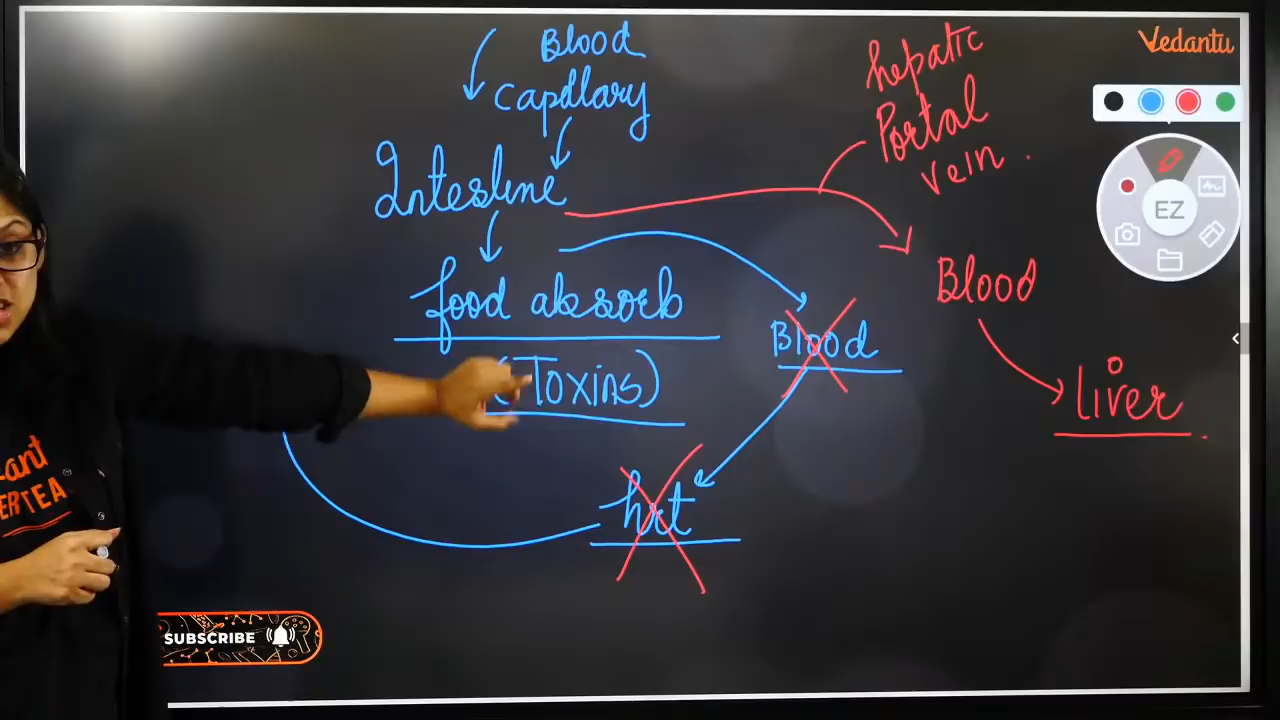 Blood
capillary
Intestine
food absorb
(Toxins)
Blood
hrt
hepatic
Portal
vein.
Blood
liver
Vedantu
EZ
SUBSCRIBE